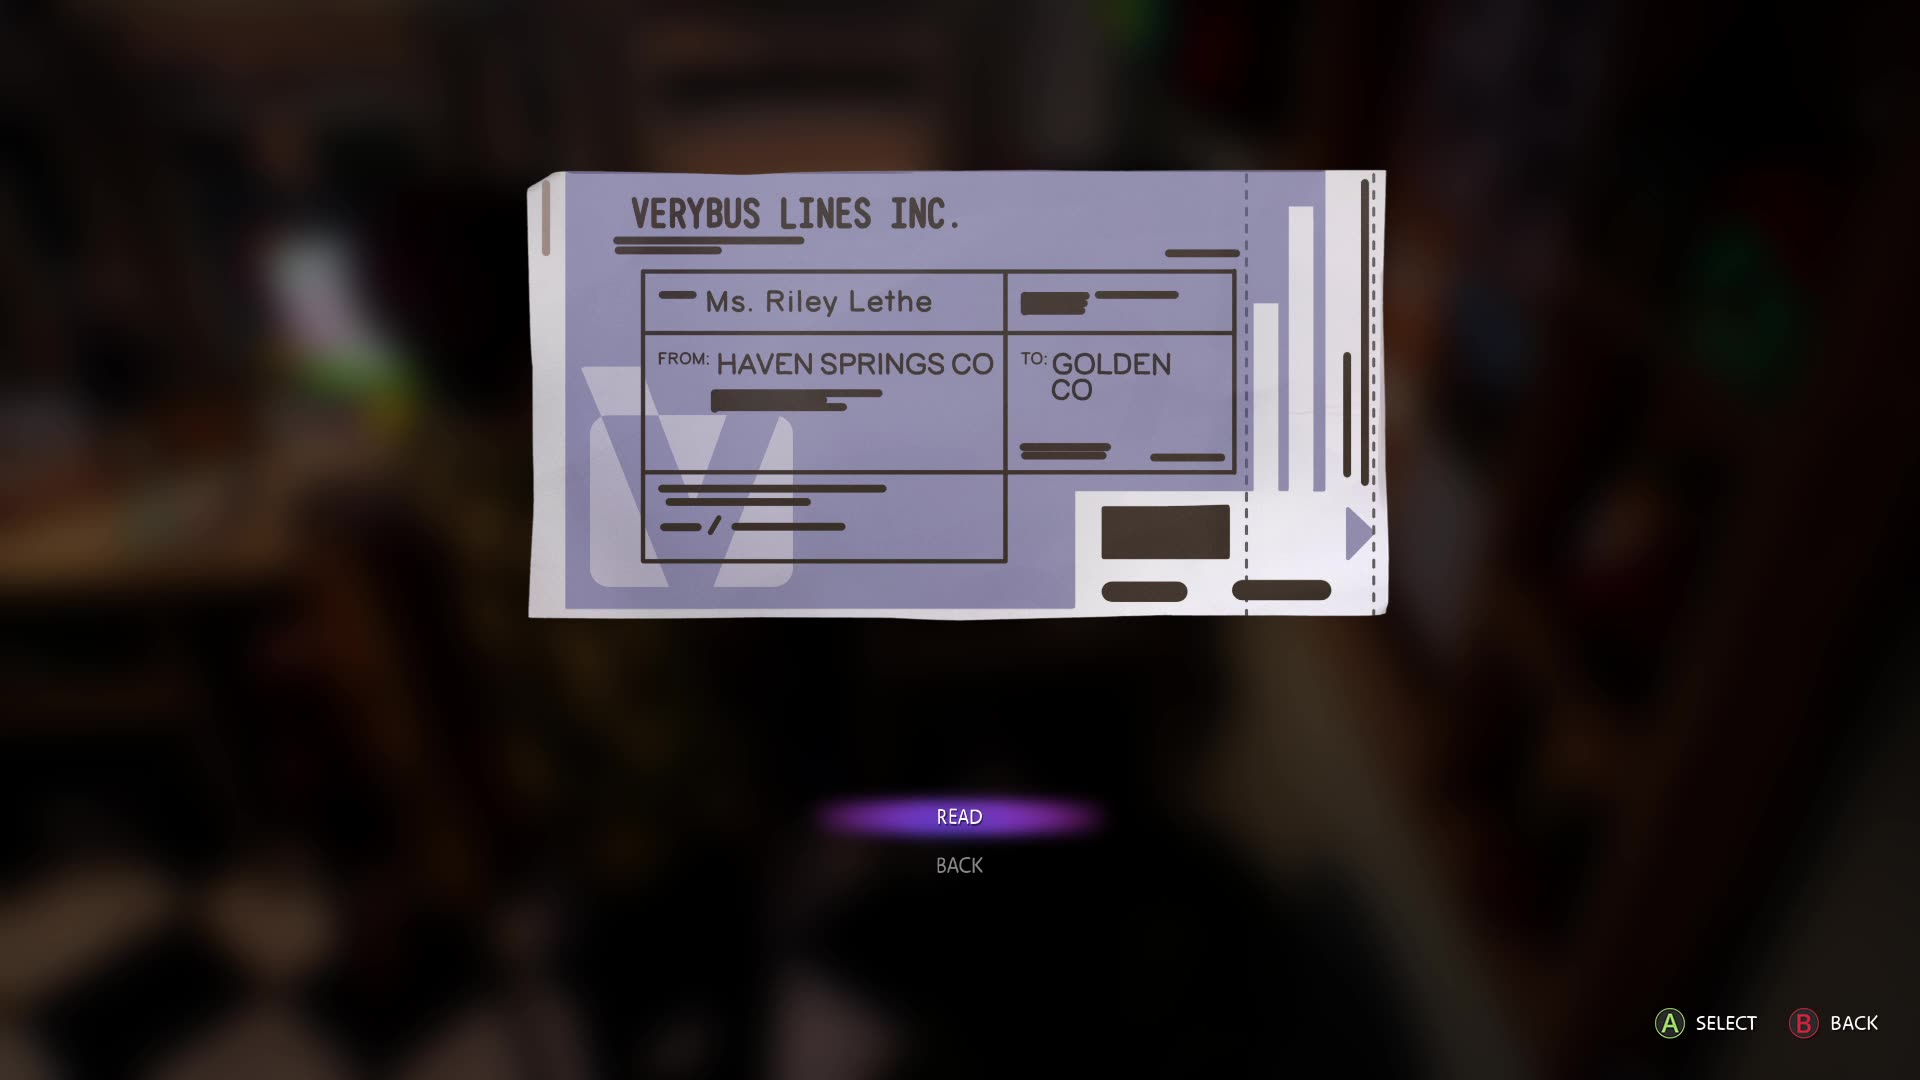 VERYBUS LINES INC.
Ms. Riley Lethe
FROM: HAVEN SPRINGS CO
TO: GOLDEN
CO
READ
BACK
A SELECT B BACK